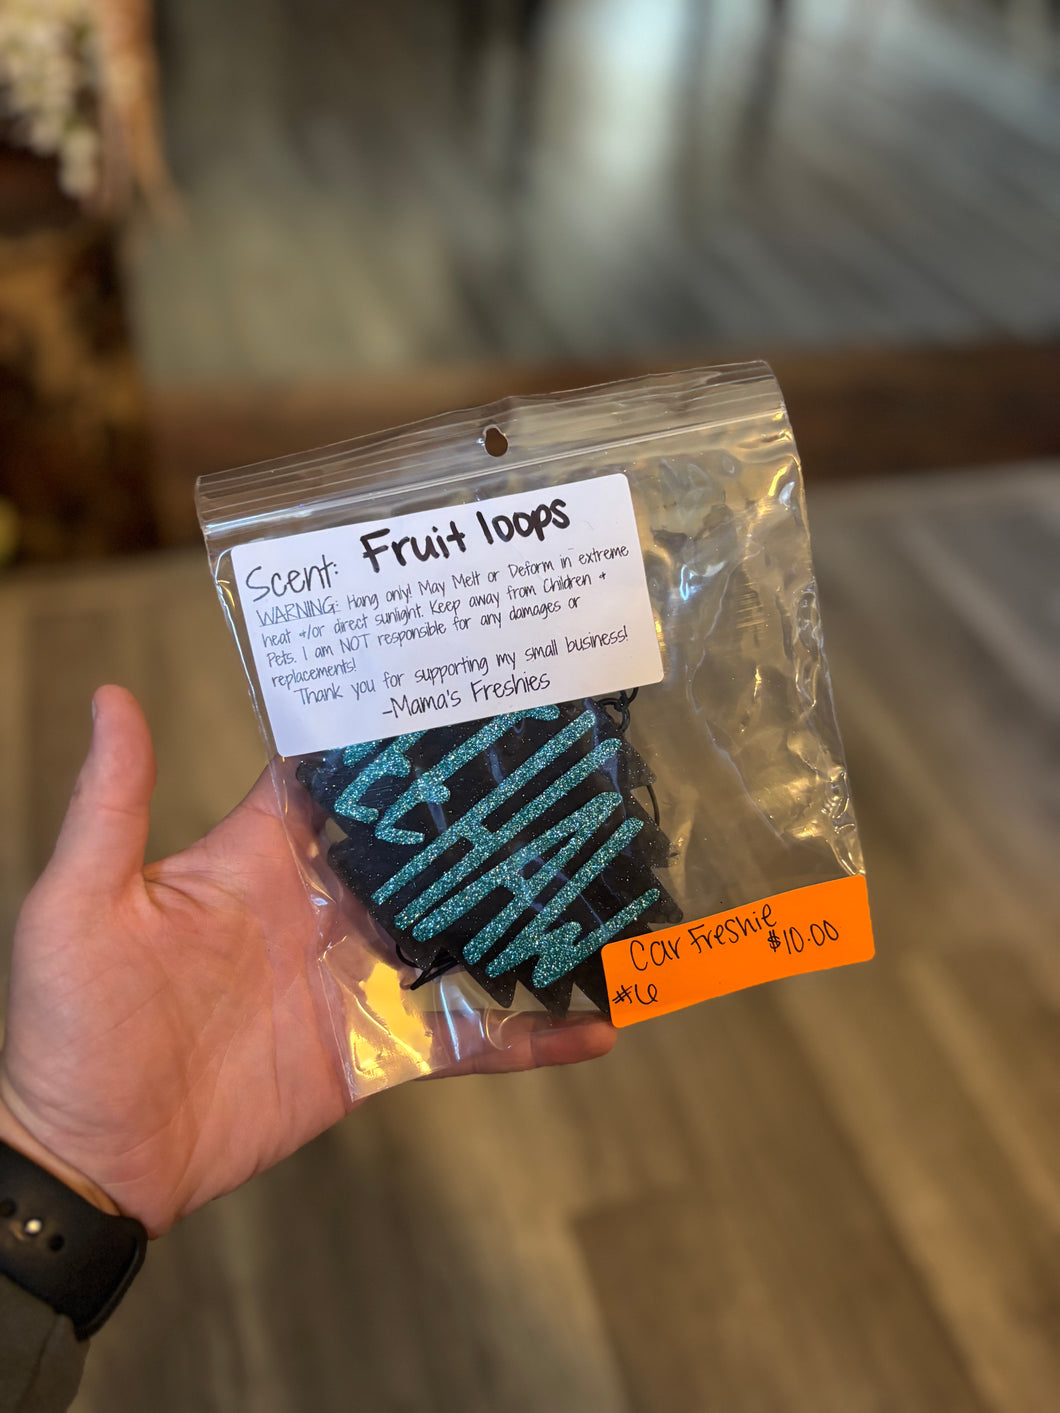 Scent: Fruit loops
WARNING: Hang only! May Melt or Deform in extreme
heat +/or direct sunlight. Keep away from Children +
Pets. I am NOT responsible for any damages or
replacements!
Thank you for supporting my small business!
-Mama's Freshies
Car Freshie
$10.00
#6